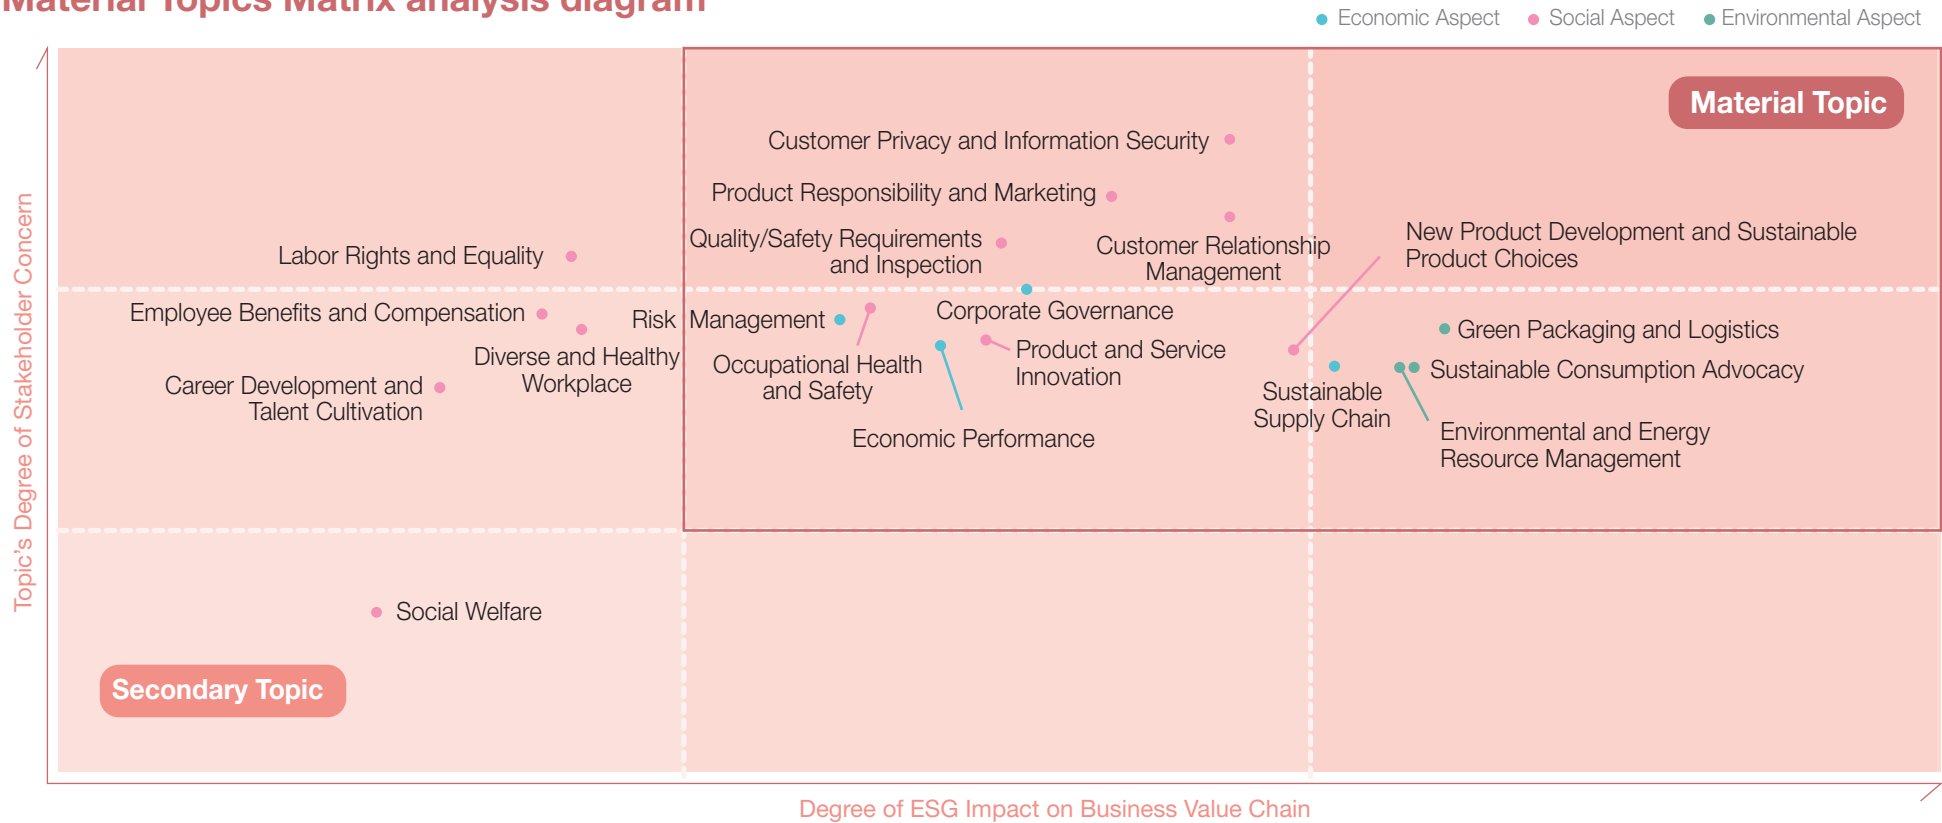 Material Topics Matrix analysis diagram
Economic Aspect
Social Aspect
Environmental Aspect
Material Topic
Customer Privacy and Information Security
Product Responsibility and Marketing
Quality/Safety Requirements
and Inspection
Customer Relationship
Management
New Product Development and Sustainable
Product Choices
Labor Rights and Equality
Employee Benefits and Compensation
Risk Management
Corporate Governance
Green Packaging and Logistics
Diverse and Healthy
Workplace
Occupational Health
and Safety
Product and Service
Innovation
Sustainable Consumption Advocacy
Career Development and
Talent Cultivation
Sustainable
Supply Chain
Economic Performance
Environmental and Energy
Resource Management
Social Welfare
Secondary Topic
Topic's Degree of Stakeholder Concern
Degree of ESG Impact on Business Value Chain